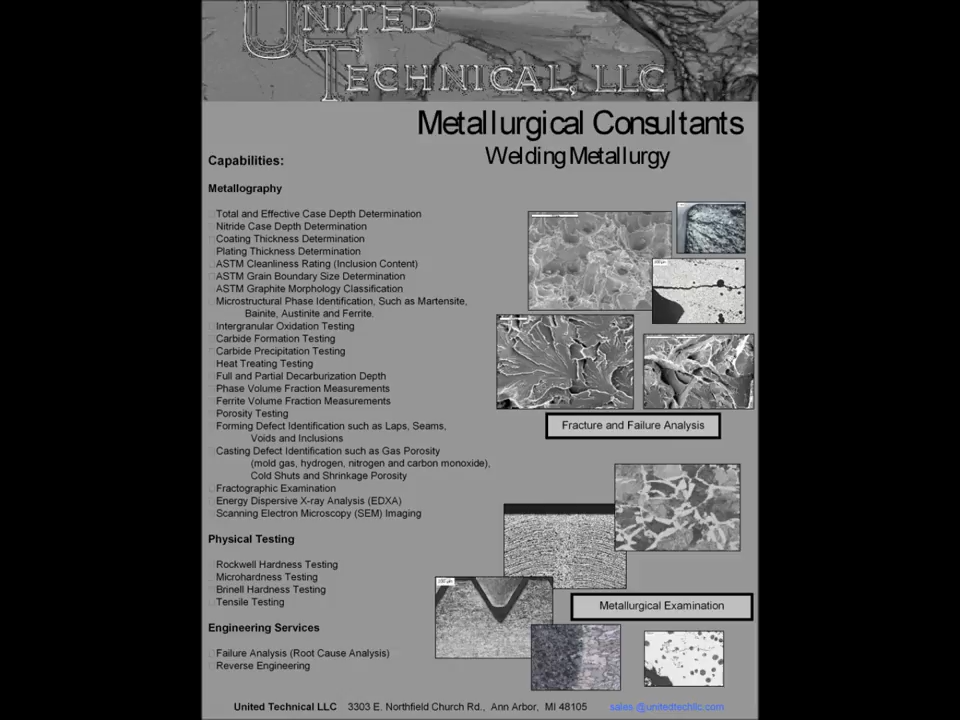 UNITED
TECHNICAL, LLC
Metallurgical Consultants
Welding Metallurgy
Capabilities:
Metallography
Total and Effective Case Depth Determination
Nitride Case Depth Determination
Coating Thickness Determination
Plating Thickness Determination
ASTM Cleanliness Rating (Inclusion Content)
ASTM Grain Boundary Size Determination
ASTM Graphite Morphology Classification
Microstructural Phase Identification, Such as Martensite,
Bainite, Austinite and Ferrite.
Intergranular Oxidation Testing
Carbide Formation Testing
Carbide Precipitation Testing
Heat Treating Testing
Full and Partial Decarburization Depth
Phase Volume Fraction Measurements
Ferrite Volume Fraction Measurements
Porosity Testing
Forming Defect Identification such as Laps, Seams,
Voids and Inclusions
Casting Defect Identification such as Gas Porosity
(mold gas, hydrogen, nitrogen and carbon monoxide),
Cold Shuts and Shrinkage Porosity
Fractographic Examination
Energy Dispersive X-ray Analysis (EDXA)
Scanning Electron Microscopy (SEM) Imaging
Physical Testing
Rockwell Hardness Testing
Microhardness Testing
Brinell Hardness Testing
Tensile Testing
Engineering Services
Failure Analysis (Root Cause Analysis)
Reverse Engineering
Fracture and Failure Analysis
Metallurgical Examination
United Technical LLC 3303 E. Northfield Church Rd., Ann Arbor, MI 48105 sales @unitedtechllc.com